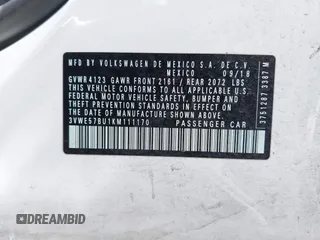 MFD BY VOLKSWAGEN DE MEXICO S.A. DE C.V.
MEXICO 09/18
GVWR 4123 GAWR FRONT 2161 / REAR 2072 LBS
THIS VEHICLE CONFORMS TO ALL APPLICABLE U.S.
FEDERAL MOTOR VEHICLE SAFETY, BUMPER AND
THEFT PREVENTION STANDARDS IN EFFECT ON THE
DATE OF MANUFACTURE SHOWN ABOVE.
3VWE57BU1KM111170 PASSENGER CAR
3751287 3387 M
DREAMBID